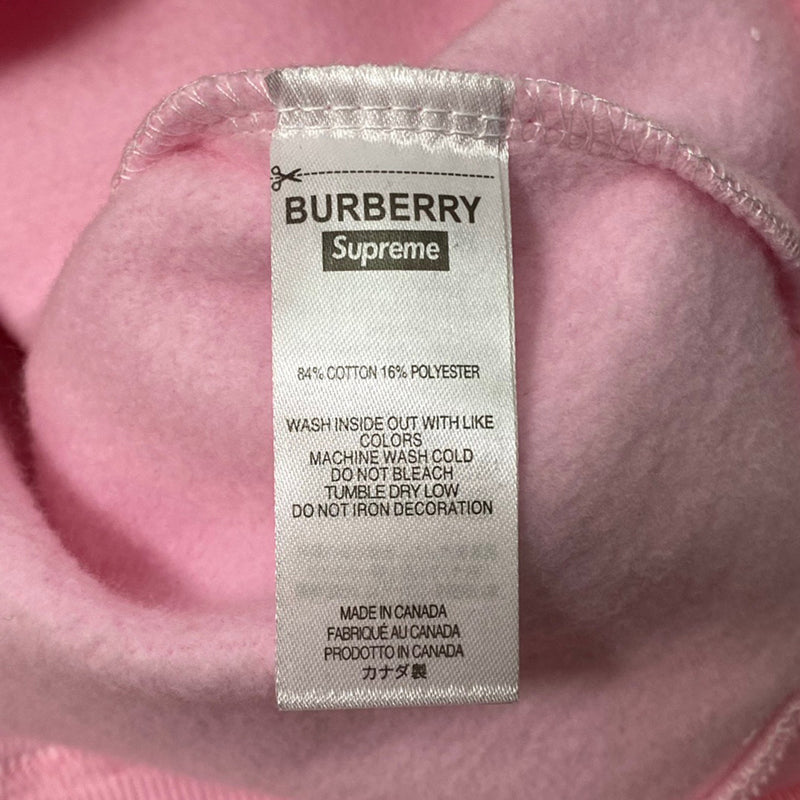 BURBERRY
Supreme
84% COTTON 16% POLYESTER
WASH INSIDE OUT WITH LIKE
COLORS
MACHINE WASH COLD
DO NOT BLEACH
TUMBLE DRY LOW
DO NOT IRON DECORATION
MADE IN CANADA
FABRIQUÉ AU CANADA
PRODOTTO IN CANADA
カナダ製